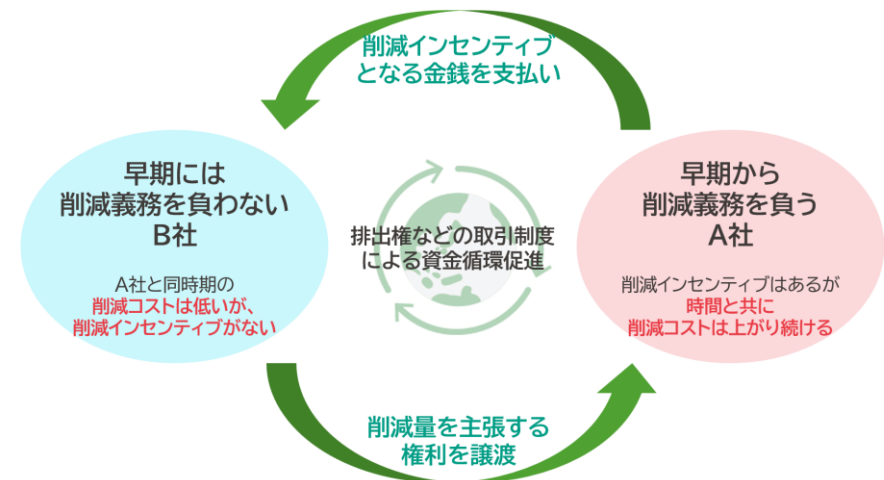 削減インセンティブ
となる金銭を支払い
早期には
削減義務を負わない
B社
A社と同時期の
削減コストは低いが、
削減インセンティブがない
排出権などの取引制度
による資金循環促進
早期から
削減義務を負う
A社
削減インセンティブはあるが
時間と共に
削減コストは上がり続ける
削減量を主張する
権利を譲渡